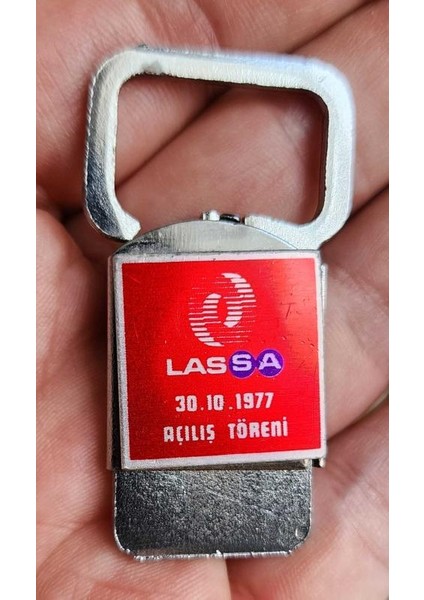 LASSA
30.10.1977
AÇILIŞ TÖRENİ